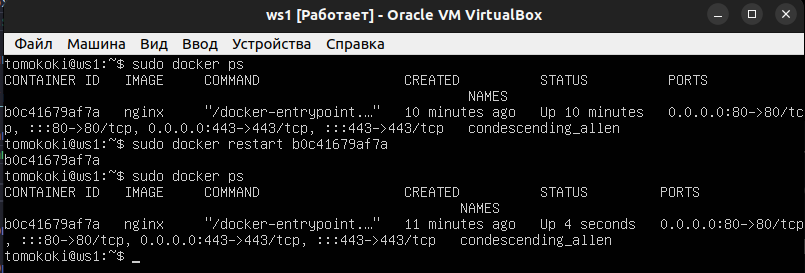 ws1 [Работает] - Oracle VM VirtualBox
Файл Машина Вид Ввод Устройства Справка
tomokoki@ws1:~$ sudo docker ps
CONTAINER ID   IMAGE     COMMAND                  CREATED          STATUS          PORTS
                                                         NAMES
b0c41679af7a   nginx     "/docker-entrypoint.…"   10 minutes ago   Up 10 minutes   0.0.0.0:80->80/tc
p, :::80->80/tcp, 0.0.0.0:443->443/tcp, :::443->443/tcp   condescending_allen
tomokoki@ws1:~$ sudo docker restart b0c41679af7a
b0c41679af7a
tomokoki@ws1:~$ sudo docker ps
CONTAINER ID   IMAGE     COMMAND                  CREATED          STATUS         PORTS
                                                        NAMES
b0c41679af7a   nginx     "/docker-entrypoint.…"   11 minutes ago   Up 4 seconds   0.0.0.0:80->80/tcp
, :::80->80/tcp, 0.0.0.0:443->443/tcp, :::443->443/tcp   condescending_allen
tomokoki@ws1:~$ _